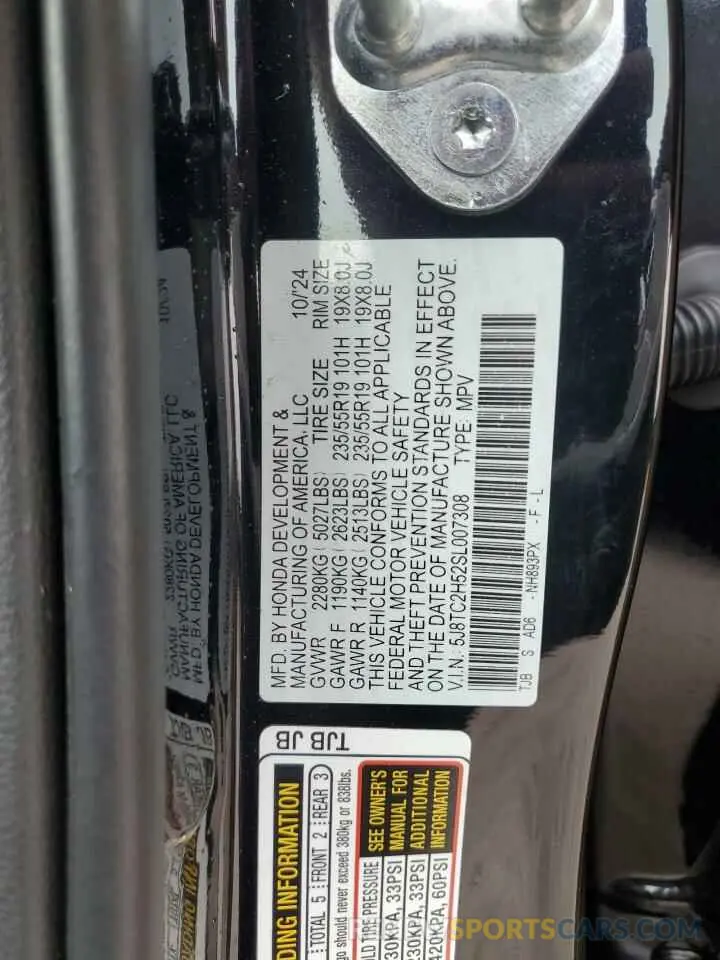 MFD. BY HONDA DEVELOPMENT &
MANUFACTURING OF AMERICA, LLC 10/'24
GVWR 2280KG( 5027LBS) TIRE SIZE RIM SIZE
GAWR F 1190KG( 2623LBS) 235/55R19 101H 19X8.0J
GAWR R 1140KG( 2513LBS) 235/55R19 101H 19X8.0J
THIS VEHICLE CONFORMS TO ALL APPLICABLE
FEDERAL MOTOR VEHICLE SAFETY
AND THEFT PREVENTION STANDARDS IN EFFECT
ON THE DATE OF MANUFACTURE SHOWN ABOVE.
V.I.N.: 5J8TC2H52SL007308 TYPE: MPV
TJB S AD6 -NH893PX -F-L
TJB JB
DING INFORMATION
TOTAL 5 FRONT 2 REAR 3
go should never exceed 380kg or 838lbs.
LD TIRE PRESSURE
30KPA, 33PSI
230KPA, 33PSI
420KPA, 60PSI
SEE OWNER'S
MANUAL FOR
ADDITIONAL
INFORMATION
SPORTSCARS.COM